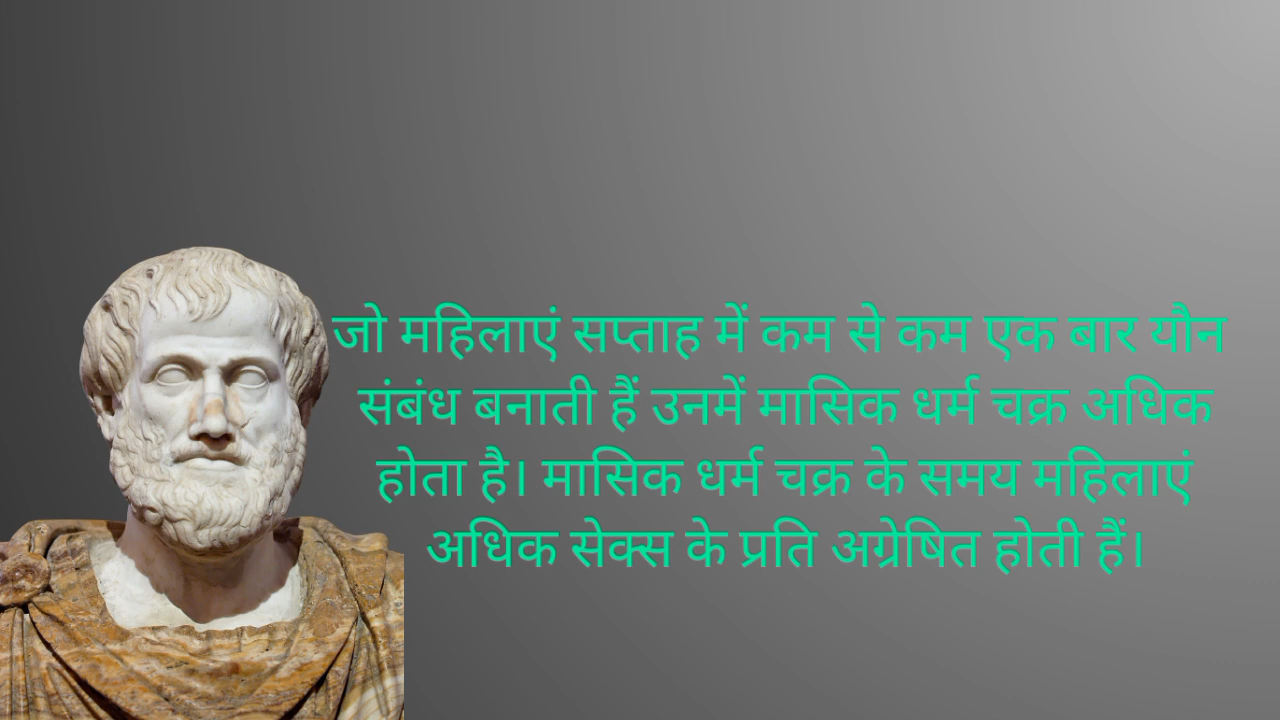 जो महिलाएं सप्ताह में कम से कम एक बार यौन
संबंध बनाती हैं उनमें मासिक धर्म चक्र अधिक
होता है। मासिक धर्म चक्र के समय महिलाएं
अधिक सेक्स के प्रति अग्रेषित होती हैं।